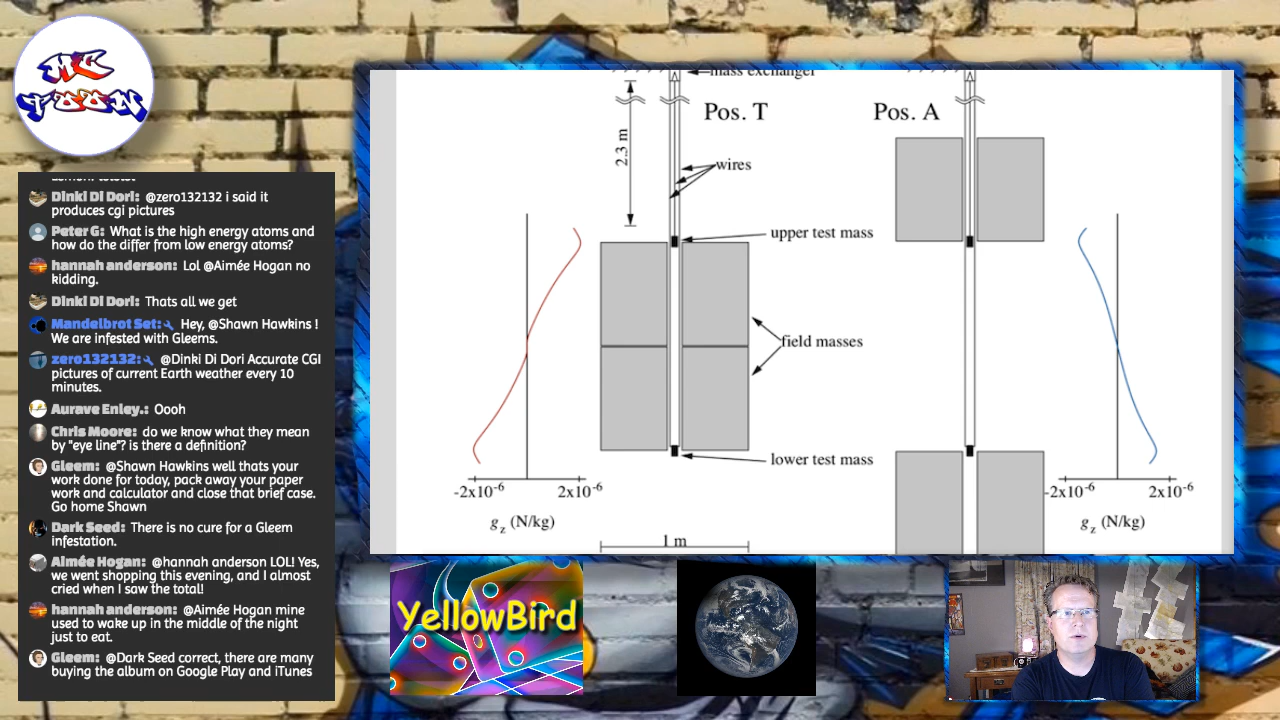 MC
TOON
Dinki Di Dori: @zero132132 i said it
produces cgi pictures
Peter G: What is the high energy atoms and
how do the differ from low energy atoms?
hannah anderson: Lol @Aimée Hogan no
kidding.
Dinki Di Dori: Thats all we get
Mandelbrot Set: Hey, @Shawn Hawkins !
We are infested with Gleems.
zero132132: @Dinki Di Dori Accurate CGI
pictures of current Earth weather every 10
minutes.
Aurave Enley.: Oooh
Chris Moore: do we know what they mean
by "eye line"? is there a definition?
Gleem: @Shawn Hawkins well thats your
work done for today, pack away your paper
work and calculator and close that brief case.
Go home Shawn
Dark Seed: There is no cure for a Gleem
infestation.
Aimée Hogan: @hannah anderson LOL! Yes,
we went shopping this evening, and I almost
cried when I saw the total!
hannah anderson: @Aimée Hogan mine
used to wake up in the middle of the night
just to eat.
Gleem: @Dark Seed correct, there are many
buying the album on Google Play and iTunes
mass exchanger
Pos. T
Pos. A
2.3 m
wires
upper test mass
field masses
lower test mass
-2x10⁻⁶ 2x10⁻⁶
g_z (N/kg)
1 m
-2x10⁻⁶ 2x10⁻⁶
g_z (N/kg)
YellowBird